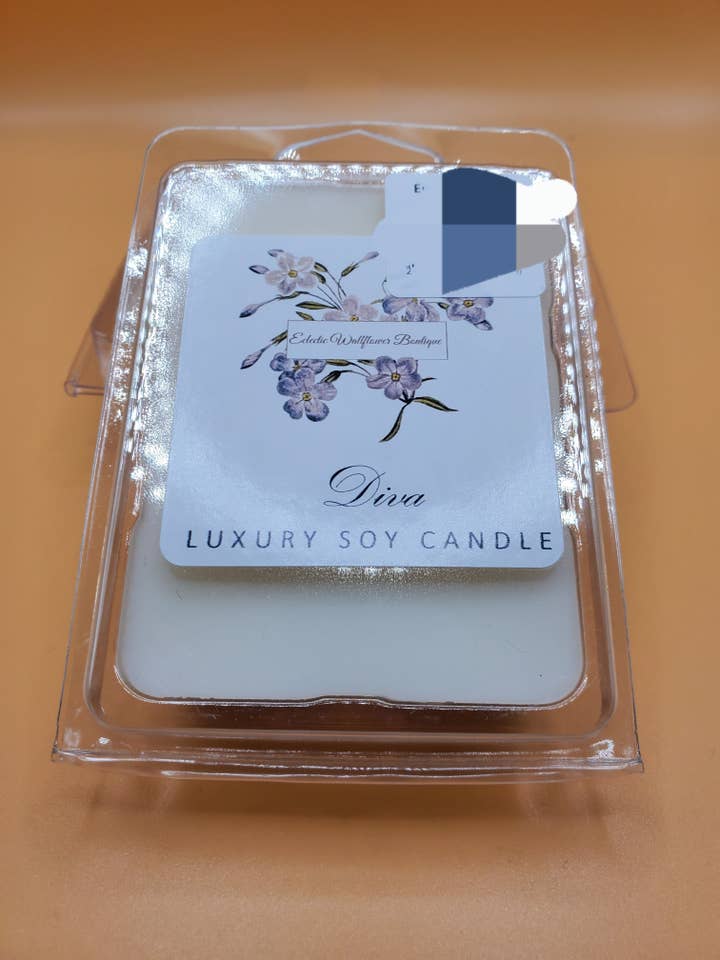 Eclectic Wallflower Boutique
Diva
LUXURY SOY CANDLE